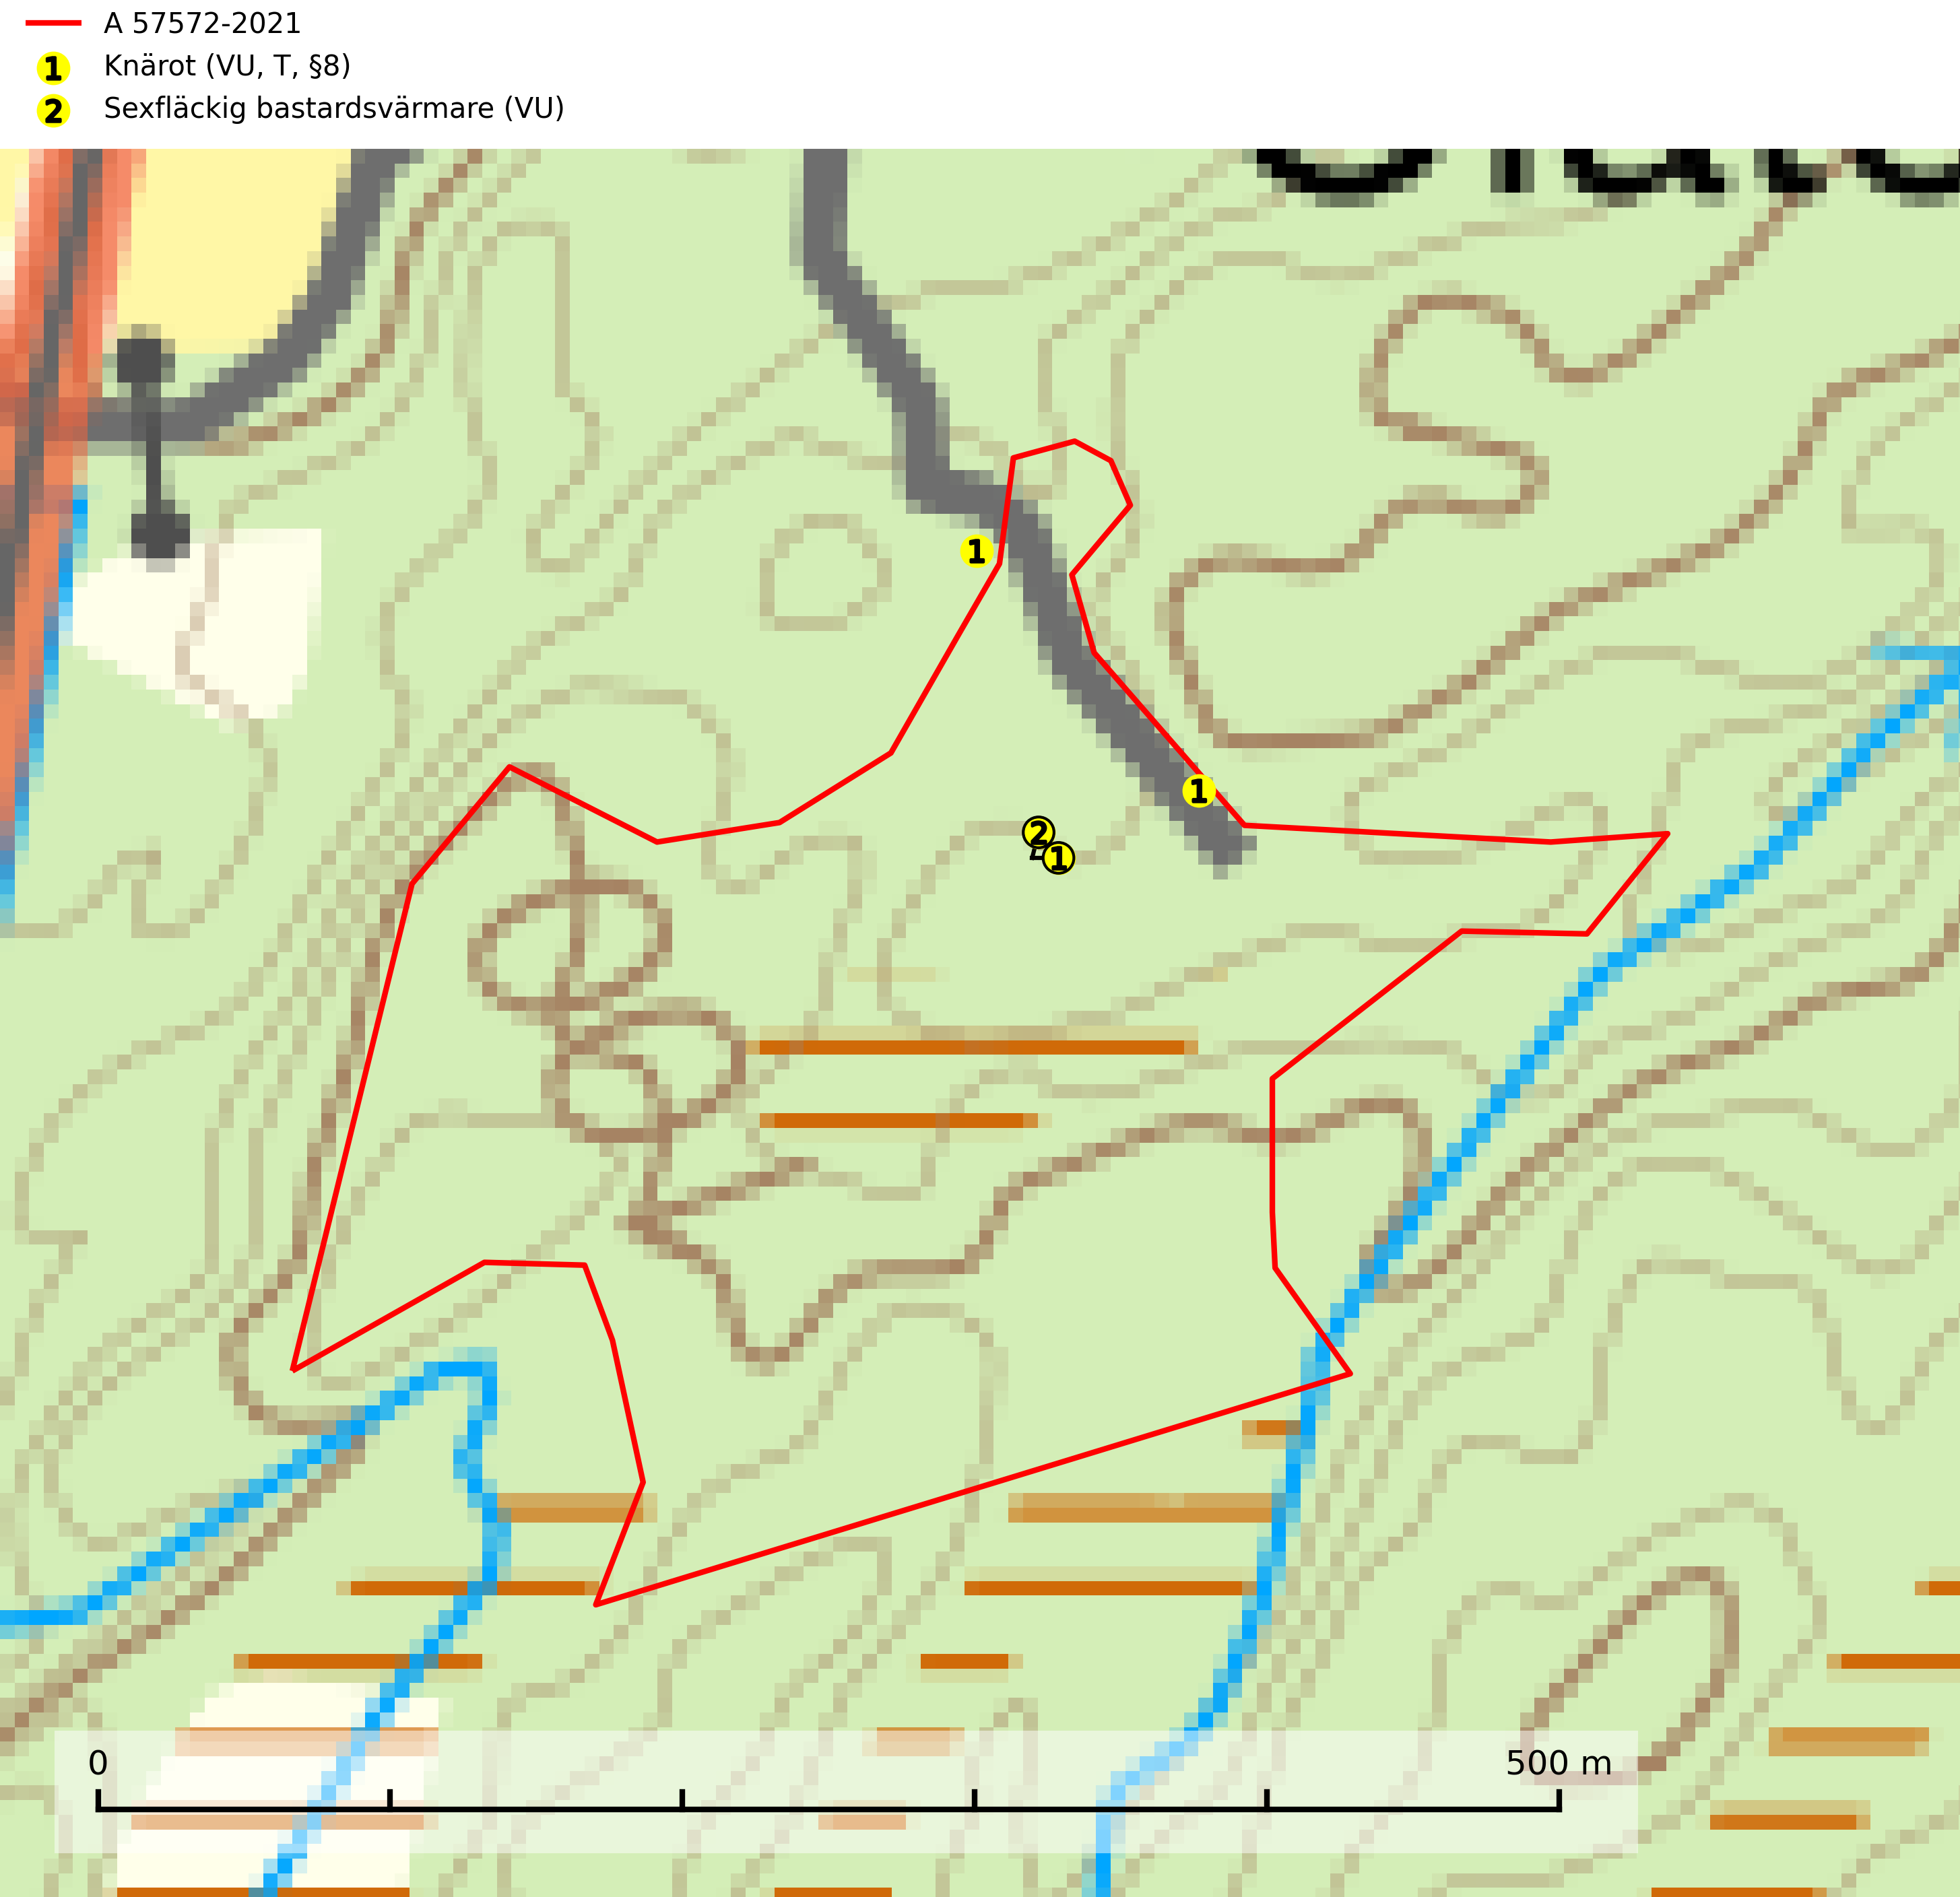 A 57572-2021
1 Knärot (VU, T, §8)
2 Sexfläckig bastardsvärmare (VU)
1
1
2
1
0 500 m